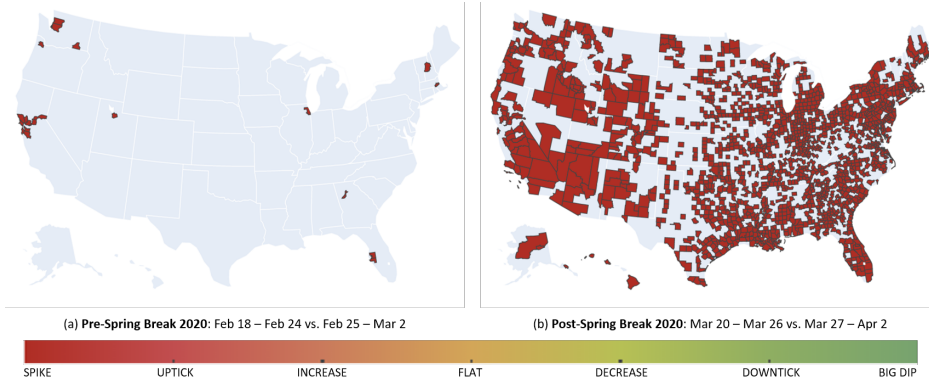 (a) Pre-Spring Break 2020: Feb 18 – Feb 24 vs. Feb 25 – Mar 2
(b) Post-Spring Break 2020: Mar 20 – Mar 26 vs. Mar 27 – Apr 2
SPIKE UPTICK INCREASE FLAT DECREASE DOWNTICK BIG DIP